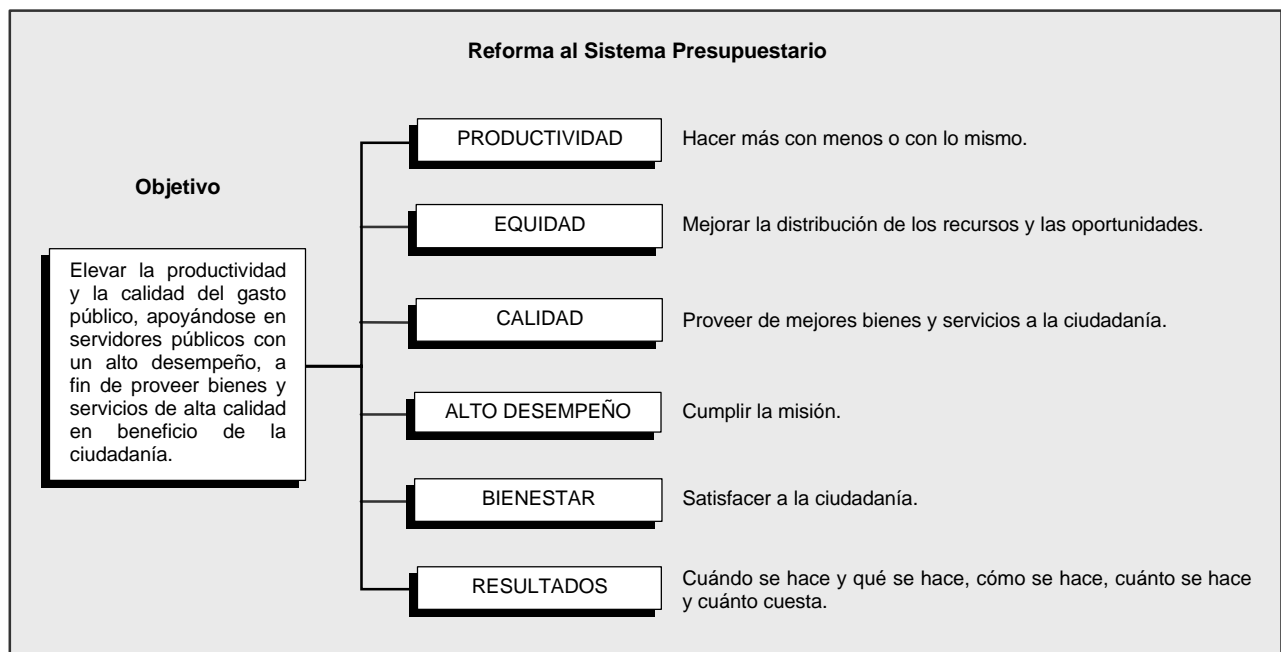 Reforma al Sistema Presupuestario
Objetivo
Elevar la productividad
y la calidad del gasto
público, apoyándose en
servidores públicos con
un alto desempeño, a
fin de proveer bienes y
servicios de alta calidad
en beneficio de la
ciudadanía.
PRODUCTIVIDAD
Hacer más con menos o con lo mismo.
EQUIDAD
Mejorar la distribución de los recursos y las oportunidades.
CALIDAD
Proveer de mejores bienes y servicios a la ciudadanía.
ALTO DESEMPEÑO
Cumplir la misión.
BIENESTAR
Satisfacer a la ciudadanía.
RESULTADOS
Cuándo se hace y qué se hace, cómo se hace, cuánto se hace
y cuánto cuesta.